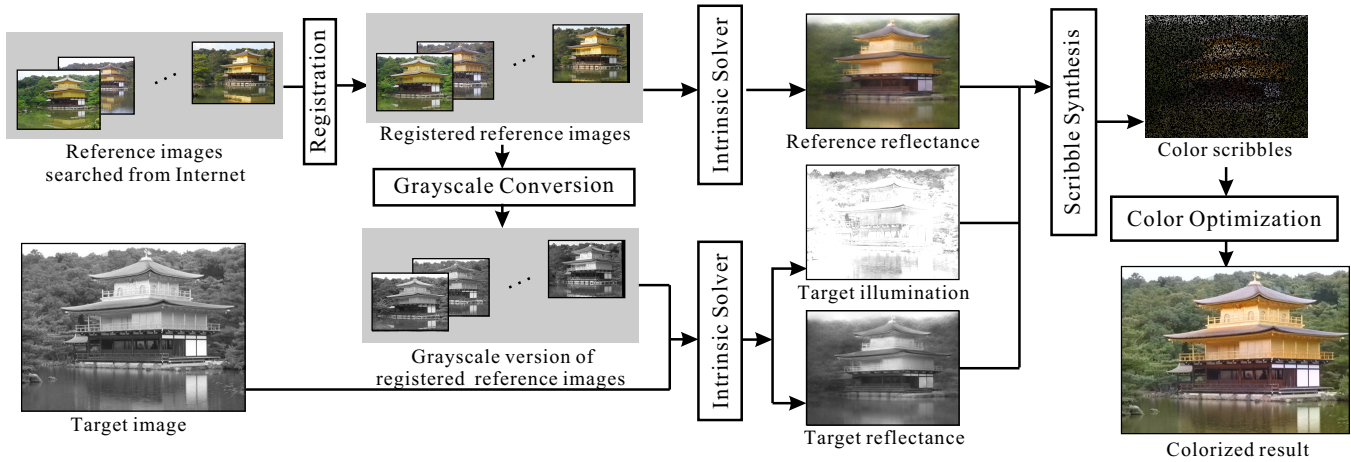 Reference images
searched from Internet
Registration
Registered reference images
Grayscale Conversion
Grayscale version of
registered reference images
Target image
Intrinsic Solver
Reference reflectance
Intrinsic Solver
Target illumination
Target reflectance
Scribble Synthesis
Color scribbles
Color Optimization
Colorized result